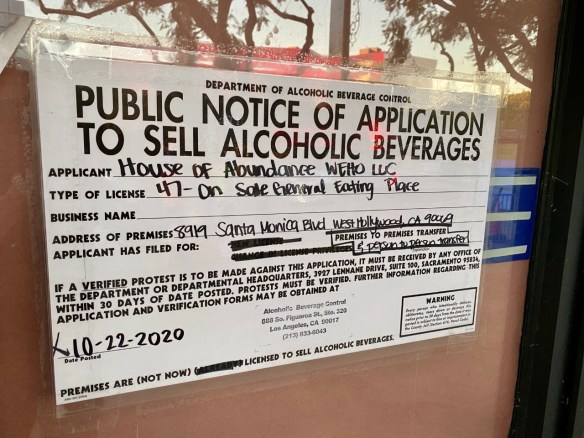 DEPARTMENT OF ALCOHOLIC BEVERAGE CONTROL
PUBLIC NOTICE OF APPLICATION
TO SELL ALCOHOLIC BEVERAGES
APPLICANT House of Abundance WEHO LLC
TYPE OF LICENSE 47 - On Sale General Eating Place
BUSINESS NAME
ADDRESS OF PREMISES 8919 Santa Monica Blvd West Hollywood, CA 90069
APPLICANT HAS FILED FOR:
PREMISES TO PREMISES TRANSFER
& person to person transfer
IF A VERIFIED PROTEST IS TO BE MADE AGAINST THIS APPLICATION, IT MUST BE RECEIVED BY ANY OFFICE OF
THE DEPARTMENT OR DEPARTMENTAL HEADQUARTERS, 3927 LENNANE DRIVE, SUITE 100, SACRAMENTO 95834,
WITHIN 30 DAYS OF DATE POSTED. PROTESTS MUST BE VERIFIED. FURTHER INFORMATION REGARDING THIS
APPLICATION AND VERIFICATION FORMS MAY BE OBTAINED AT
Alcoholic Beverage Control
888 So. Figueroa St., Ste. 320
Los Angeles, CA 90017
(213) 833-6043
WARNING
X 10-22-2020
Date Posted
PREMISES ARE (NOT NOW) (ALREADY) LICENSED TO SELL ALCOHOLIC BEVERAGES.